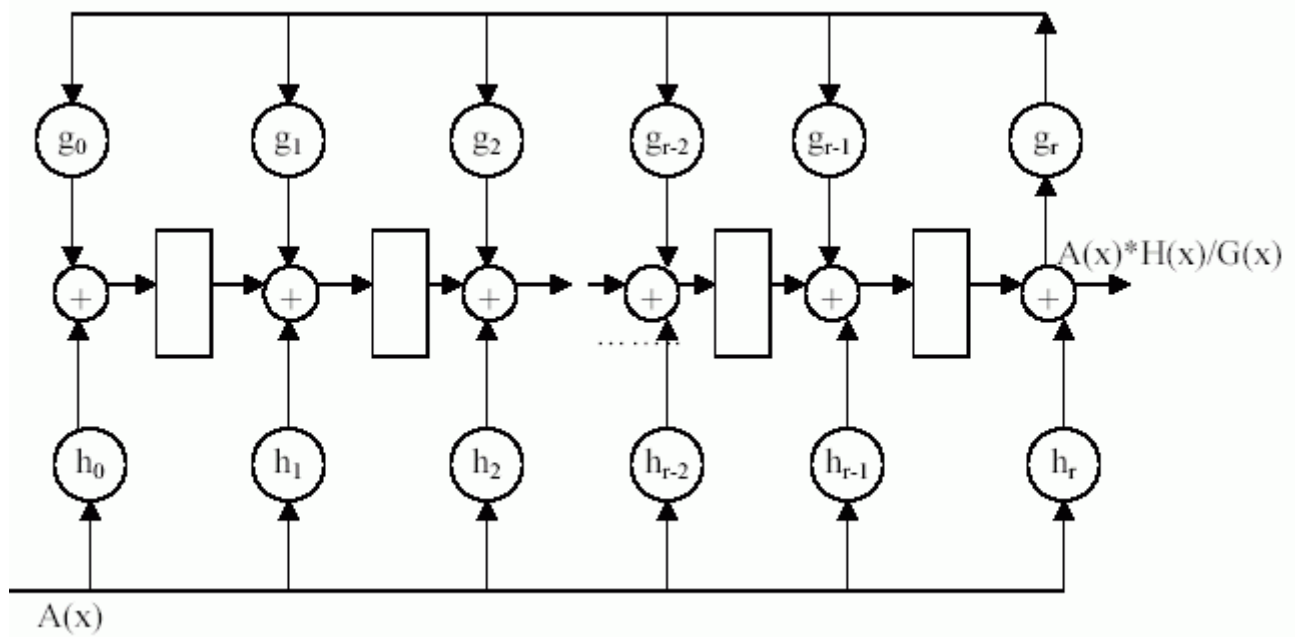 g₀ g₁ g₂ gᵣ₋₂ gᵣ₋₁ gᵣ
A(x)*H(x)/G(x)
+ + + + + +
........
h₀ h₁ h₂ hᵣ₋₂ hᵣ₋₁ hᵣ
A(x)